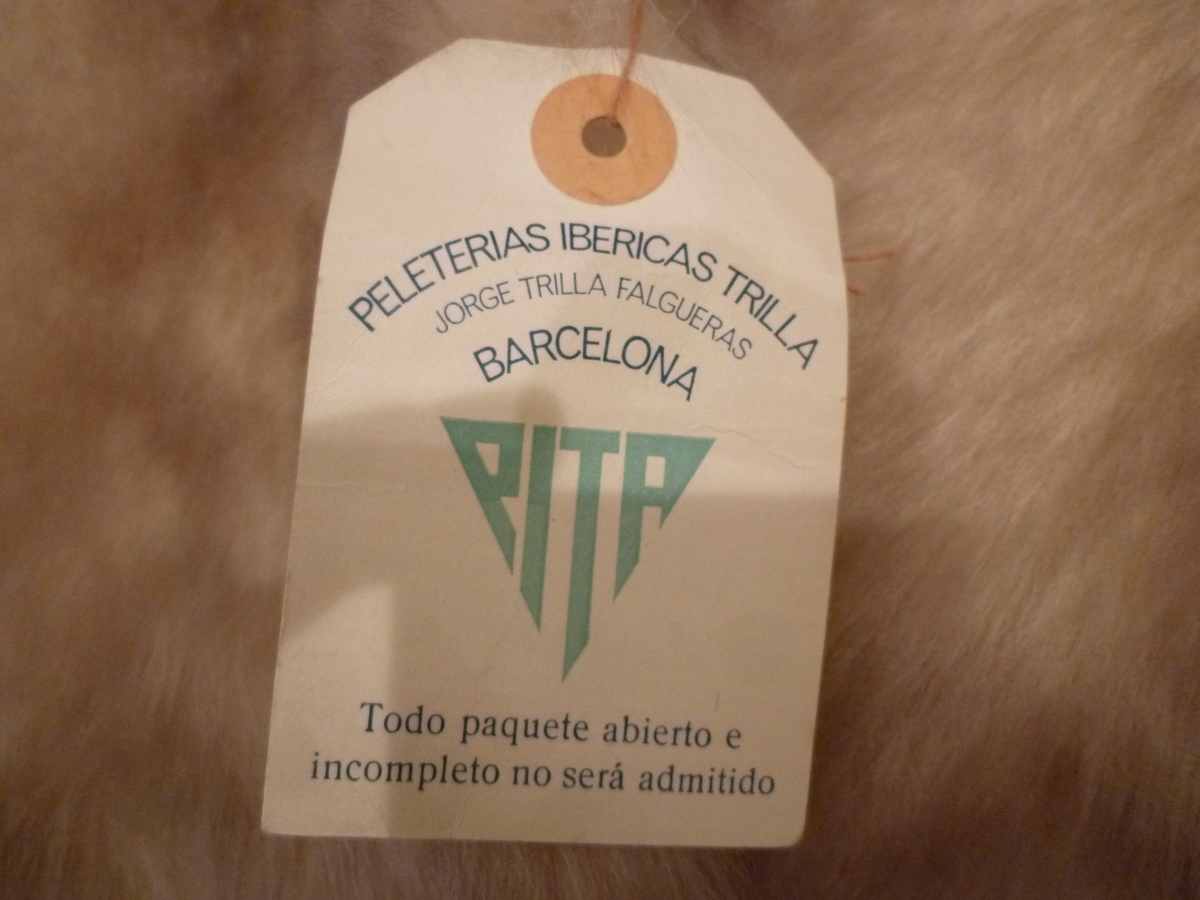 PELETERIAS IBERICAS TRILLA
JORGE TRILLA FALGUERAS
BARCELONA
PITA
Todo paquete abierto e
incompleto no será admitido